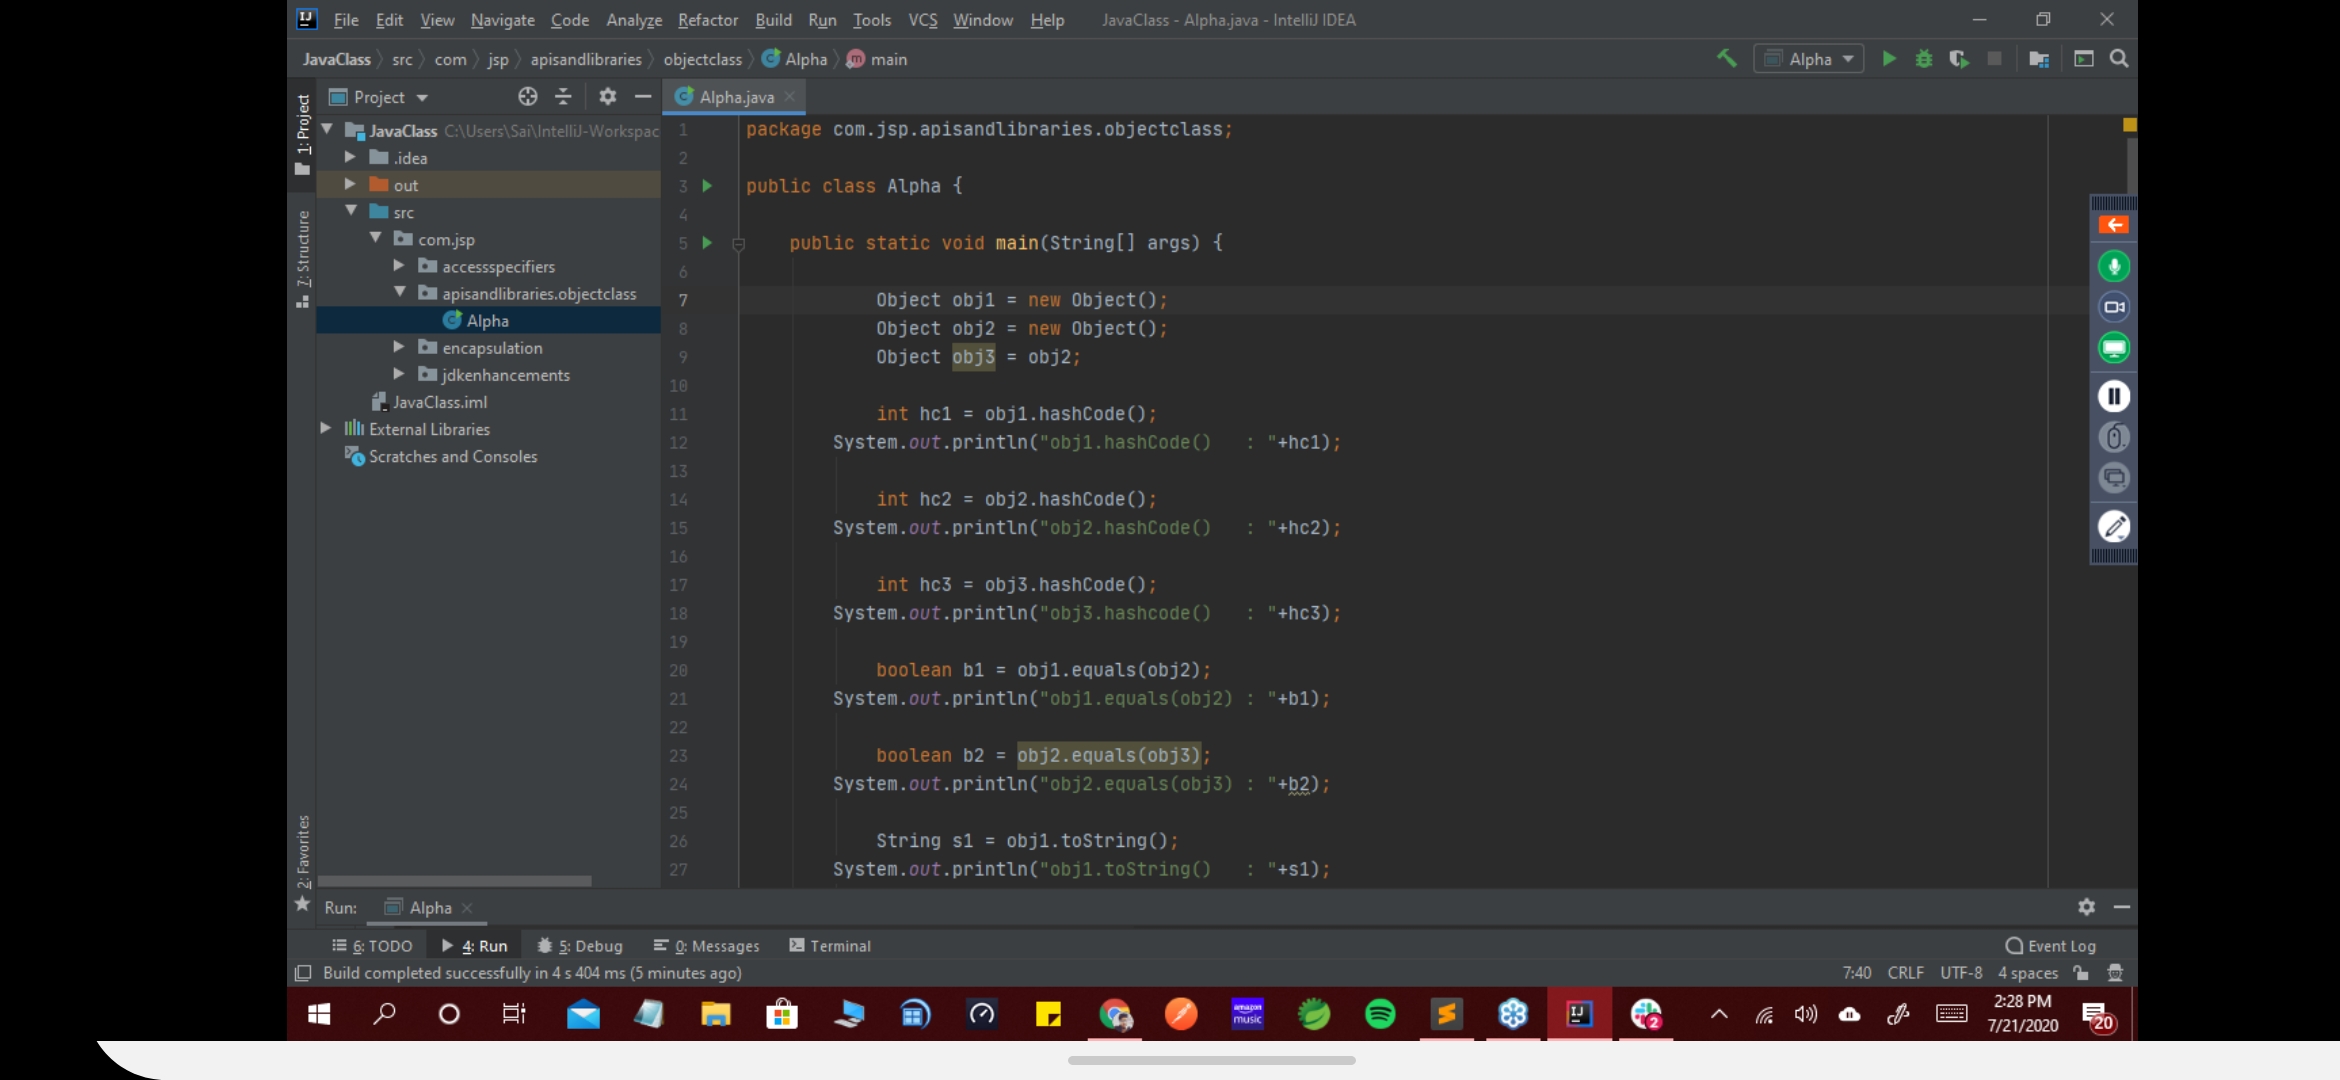 File Edit View Navigate Code Analyze Refactor Build Run Tools VCS Window Help JavaClass - Alpha.java - IntelliJ IDEA
JavaClass src com jsp apisandlibraries objectclass Alpha main Alpha
1: Project
7: Structure
2: Favorites
Project
JavaClass C:\Users\Sai\IntelliJ-Workspac
.idea
out
src
com.jsp
accessspecifiers
apisandlibraries.objectclass
Alpha
encapsulation
jdkenhancements
JavaClass.iml
External Libraries
Scratches and Consoles
Alpha.java
1 package com.jsp.apisandlibraries.objectclass;
2
3 public class Alpha {
4
5 public static void main(String[] args) {
6
7 Object obj1 = new Object();
8 Object obj2 = new Object();
9 Object obj3 = obj2;
10
11 int hc1 = obj1.hashCode();
12 System.out.println("obj1.hashCode()   : "+hc1);
13
14 int hc2 = obj2.hashCode();
15 System.out.println("obj2.hashCode()   : "+hc2);
16
17 int hc3 = obj3.hashCode();
18 System.out.println("obj3.hashcode()   : "+hc3);
19
20 boolean b1 = obj1.equals(obj2);
21 System.out.println("obj1.equals(obj2) : "+b1);
22
23 boolean b2 = obj2.equals(obj3);
24 System.out.println("obj2.equals(obj3) : "+b2);
25
26 String s1 = obj1.toString();
27 System.out.println("obj1.toString()   : "+s1);
Run: Alpha
6: TODO 4: Run 5: Debug 0: Messages Terminal Event Log
Build completed successfully in 4 s 404 ms (5 minutes ago) 7:40 CRLF UTF-8 4 spaces
amazon music
IJ
2
2:28 PM
7/21/2020
20